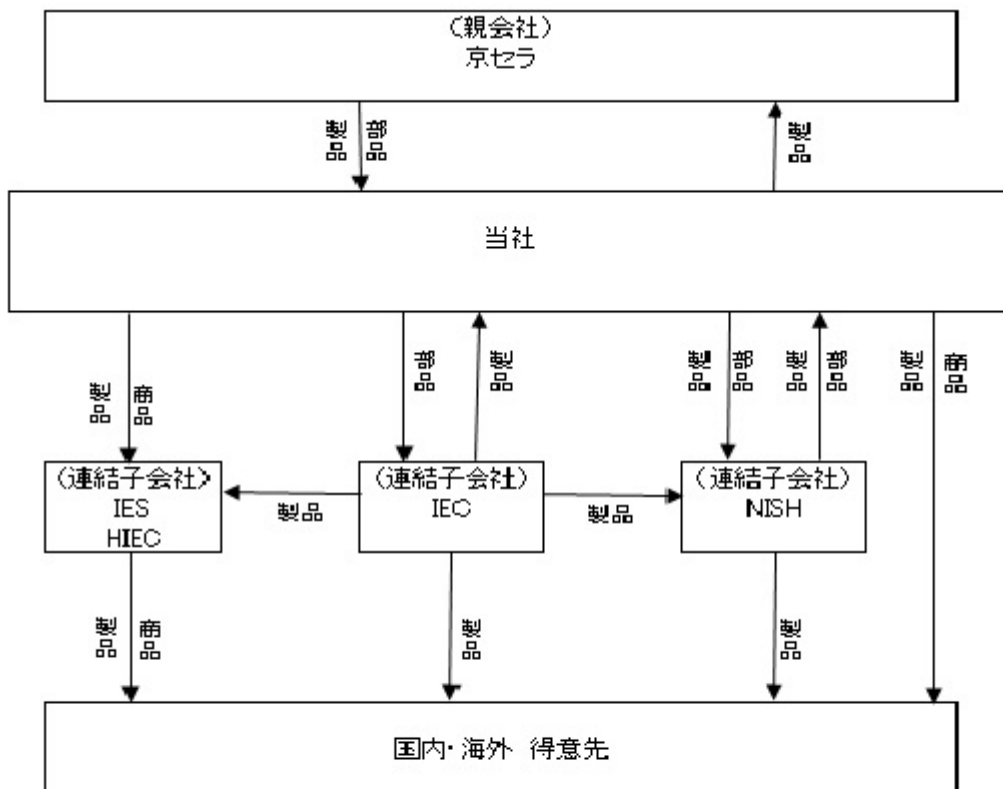 (親会社)
京セラ
製品
部品
製品
当社
製品
商品
部品
製品
製品
部品
製品
部品
製品
商品
(連結子会社)
IES
HIEC
製品
(連結子会社)
IEC
製品
(連結子会社)
NISH
製品
商品
製品
製品
国内・海外 得意先